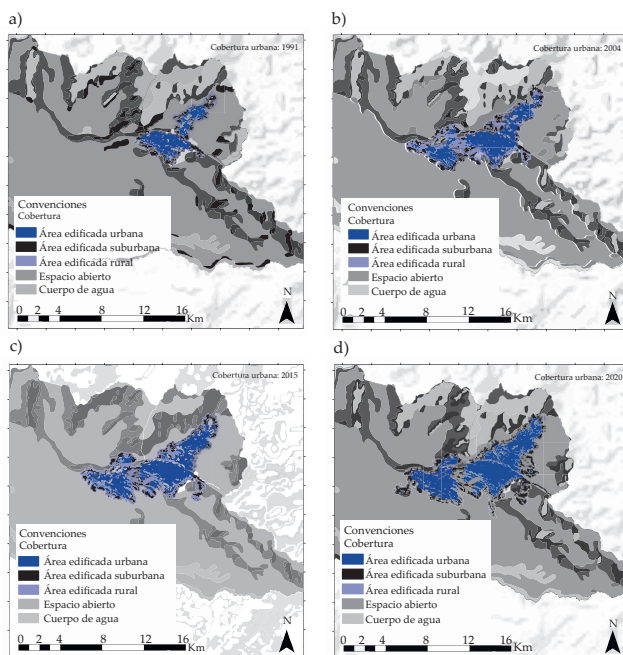 a)
Cobertura urbana: 1991
Convenciones
Cobertura
Área edificada urbana
Área edificada suburbana
Área edificada rural
Espacio abierto
Cuerpo de agua
0 2 4 8 12 16
Km
N
b)
Cobertura urbana: 2004
Convenciones
Cobertura
Área edificada urbana
Área edificada suburbana
Área edificada rural
Espacio abierto
Cuerpo de agua
0 2 4 8 12 16
Km
N
c)
Cobertura urbana: 2015
Convenciones
Cobertura
Área edificada urbana
Área edificada suburbana
Área edificada rural
Espacio abierto
Cuerpo de agua
0 2 4 8 12 16
Km
N
d)
Cobertura urbana: 2020
Convenciones
Cobertura
Área edificada urbana
Área edificada suburbana
Área edificada rural
Espacio abierto
Cuerpo de agua
0 2 4 8 12 16
Km
N